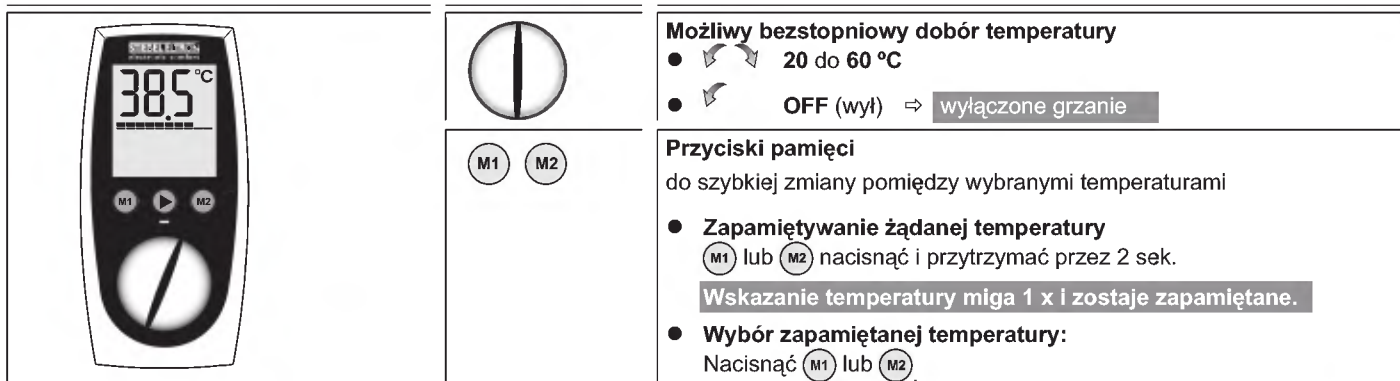 STIEBEL ELTRON
38.5 °C
M1 M2
Możliwy bezstopniowy dobór temperatury
● 20 do 60 ºC
● OFF (wył) ⇨ wyłączone grzanie
M1 M2
Przyciski pamięci
do szybkiej zmiany pomiędzy wybranymi temperaturami
● Zapamiętywanie żądanej temperatury
M1 lub M2 nacisnąć i przytrzymać przez 2 sek.
Wskazanie temperatury miga 1 x i zostaje zapamiętane.
● Wybór zapamiętanej temperatury:
Nacisnąć M1 lub M2.